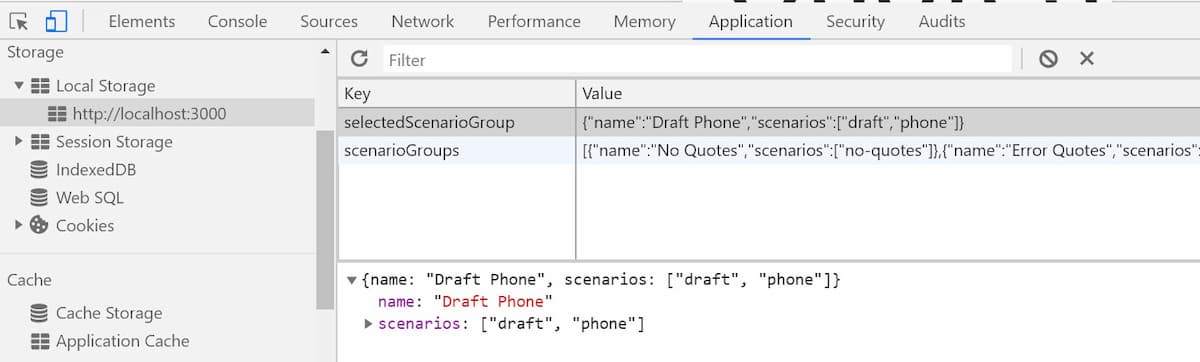 Elements Console Sources Network Performance Memory Application Security Audits
Storage
Local Storage
http://localhost:3000
Session Storage
IndexedDB
Web SQL
Cookies
Cache
Cache Storage
Application Cache
Filter
Key Value
selectedScenarioGroup {"name":"Draft Phone","scenarios":["draft","phone"]}
scenarioGroups [{"name":"No Quotes","scenarios":["no-quotes"]},{"name":"Error Quotes","scenarios":
{name: "Draft Phone", scenarios: ["draft", "phone"]}
name: "Draft Phone"
scenarios: ["draft", "phone"]